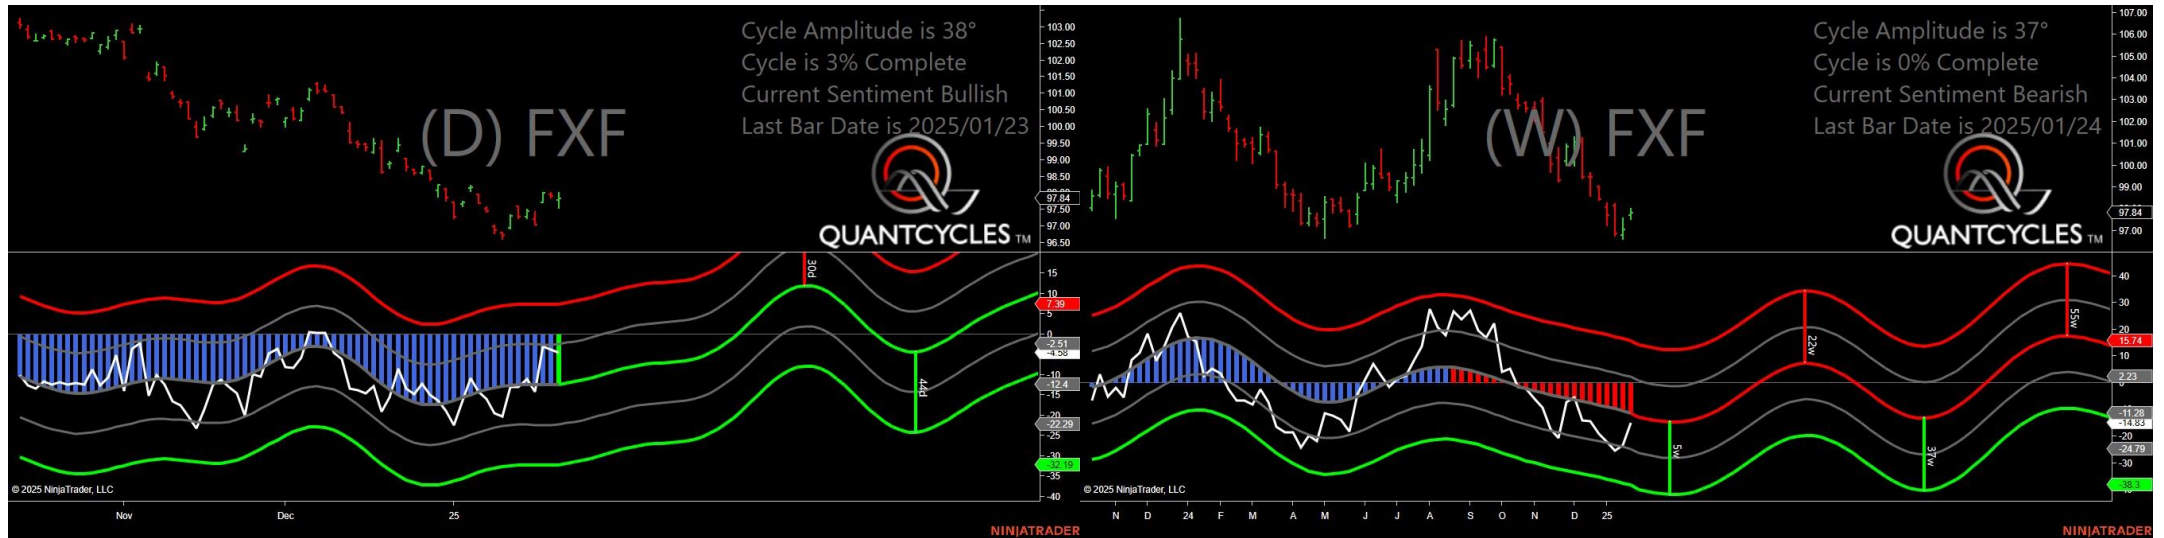 Cycle Amplitude is 38°
Cycle is 3% Complete
Current Sentiment Bullish
Last Bar Date is 2025/01/23
(D) FXF
QUANTCYCLES TM
103.00
102.50
102.00
101.50
101.00
100.50
100.00
99.50
99.00
98.50
97.84
97.50
97.00
96.50
30d
44d
15
10
7.39
5
0
-2.51
-4.58
-10
-12.4
-15
-20
-22.29
-25
-30
-32.19
-35
-40
© 2025 NinjaTrader, LLC
Nov
Dec
25
NINJATRADER
Cycle Amplitude is 37°
Cycle is 0% Complete
Current Sentiment Bearish
Last Bar Date is 2025/01/24
(W) FXF
QUANTCYCLES TM
107.00
106.00
105.00
104.00
103.00
102.00
101.00
100.00
99.00
97.84
97.00
5w
22w
37w
55w
40
30
20
15.74
10
2.23
-11.28
-14.83
-20
-24.79
-30
-38.3
© 2025 NinjaTrader, LLC
N
D
24
F
M
A
M
J
J
A
S
O
N
D
25
NINJATRADER